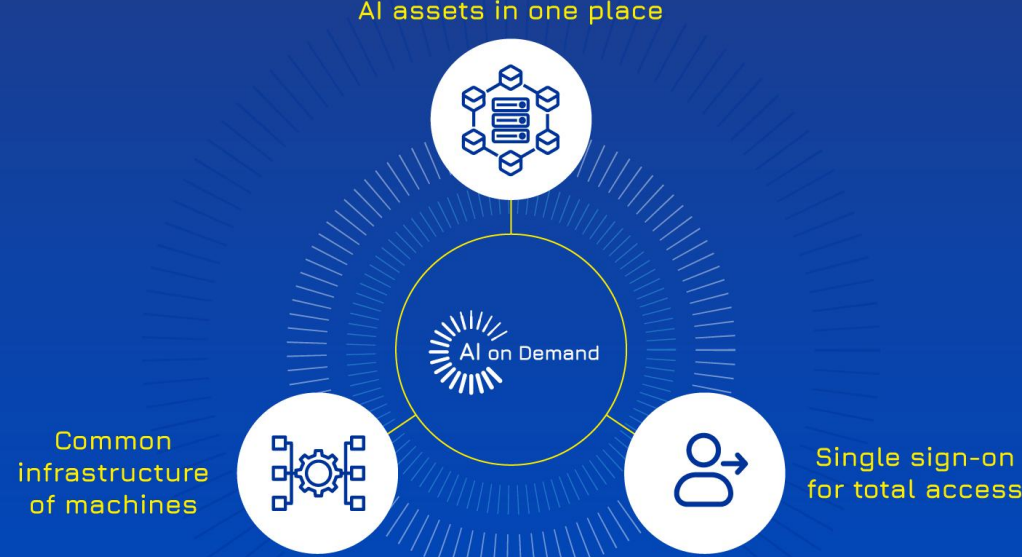 AI assets in one place
AI on Demand
Common
infrastructure
of machines
Single sign-on
for total access